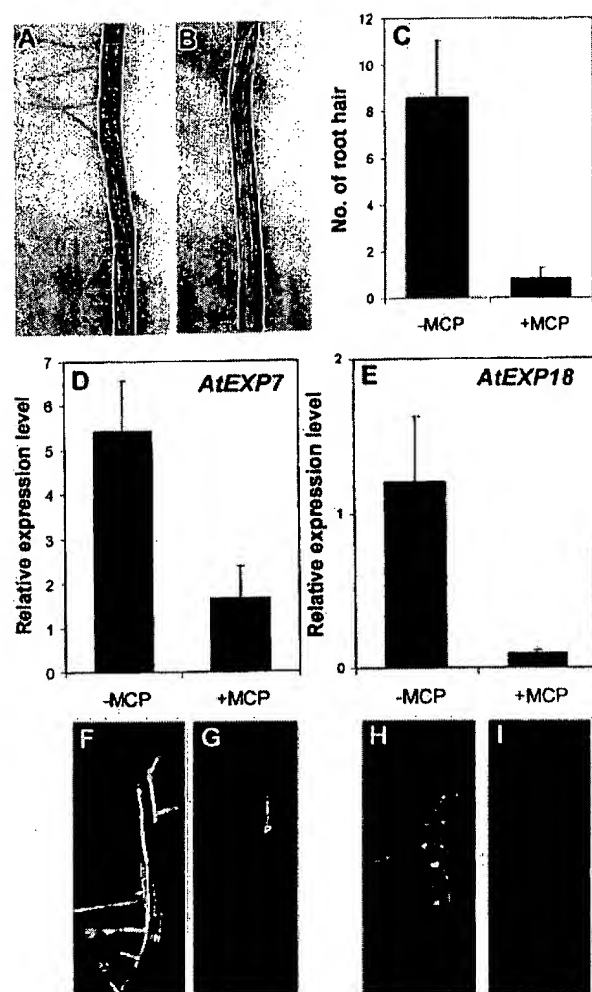 A
B
C
No. of root hair
12
10
8
6
4
2
0
-MCP
+MCP
D
AtEXP7
Relative expression level
7
6
5
4
3
2
1
0
-MCP
+MCP
E
AtEXP18
Relative expression level
2
1
0
-MCP
+MCP
F
G
H
I